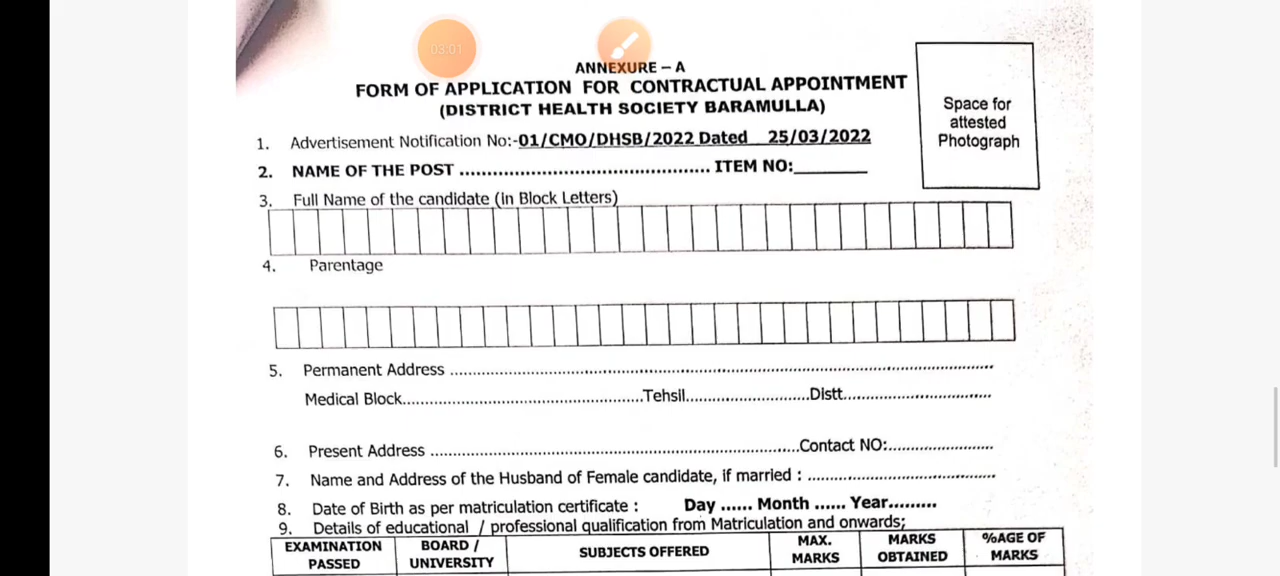 03:01
ANNEXURE – A
FORM OF APPLICATION FOR CONTRACTUAL APPOINTMENT
(DISTRICT HEALTH SOCIETY BARAMULLA)
Space for
attested
Photograph
1. Advertisement Notification No:-01/CMO/DHSB/2022 Dated 25/03/2022
2. NAME OF THE POST .............................................. ITEM NO:________
3. Full Name of the candidate (In Block Letters)
4. Parentage
5. Permanent Address ....................................................................................................
Medical Block................................................Tehsil..........................Distt..............................
6. Present Address ......................................................................Contact NO:.....................
7. Name and Address of the Husband of Female candidate, if married : ...................................
8. Date of Birth as per matriculation certificate : Day ...... Month ...... Year.........
9. Details of educational / professional qualification from Matriculation and onwards;
EXAMINATION PASSED BOARD / UNIVERSITY SUBJECTS OFFERED MAX. MARKS MARKS OBTAINED %AGE OF MARKS